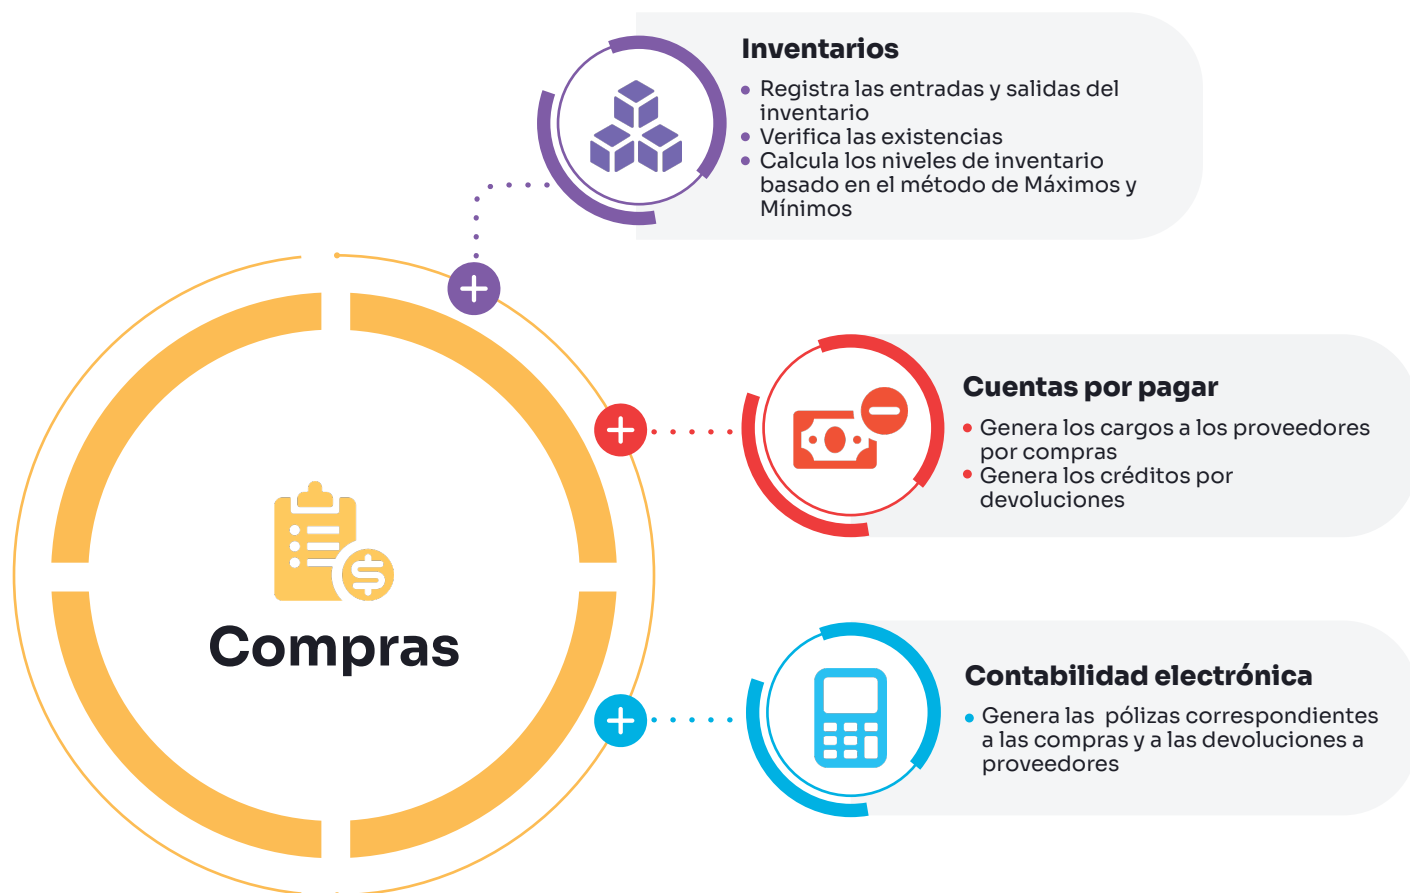 Inventarios
• Registra las entradas y salidas del
inventario
• Verifica las existencias
• Calcula los niveles de inventario
basado en el método de Máximos y
Mínimos
Cuentas por pagar
• Genera los cargos a los proveedores
por compras
• Genera los créditos por
devoluciones
Compras
Contabilidad electrónica
• Genera las  pólizas correspondientes
a las compras y a las devoluciones a
proveedores